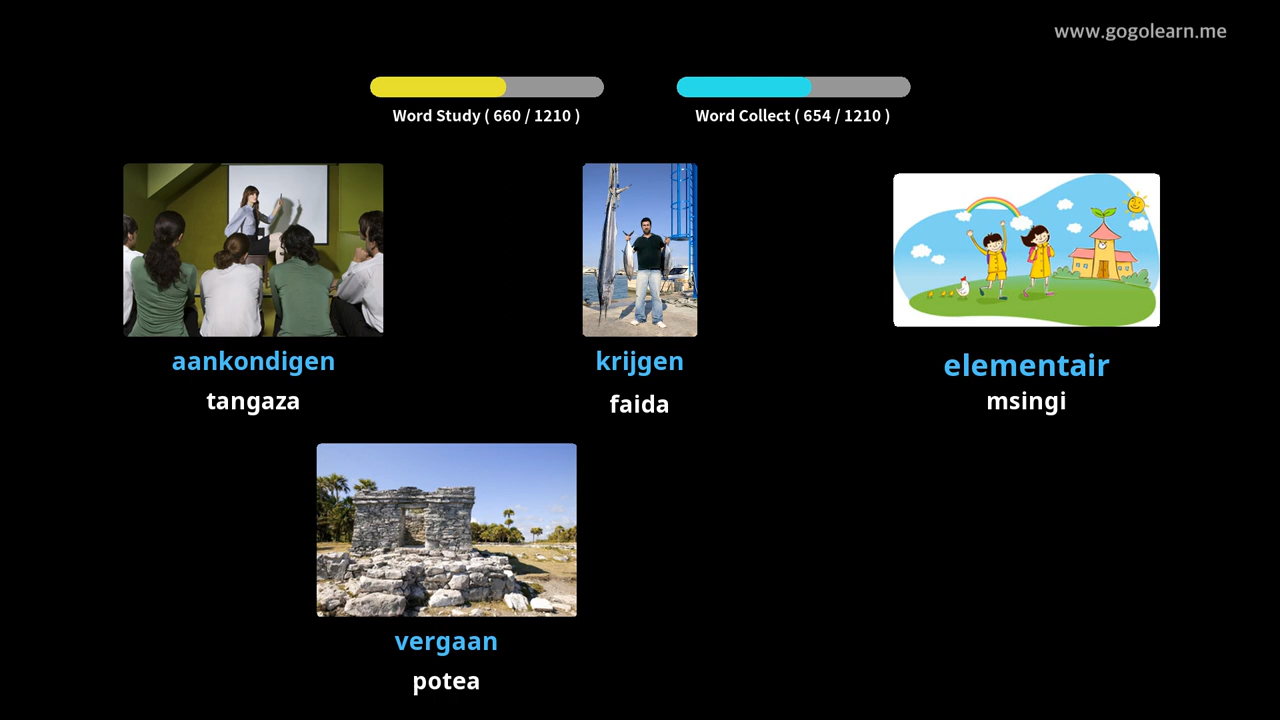 www.gogolearn.me
Word Study ( 660 / 1210 )
Word Collect ( 654 / 1210 )
aankondigen
tangaza
krijgen
faida
elementair
msingi
vergaan
potea